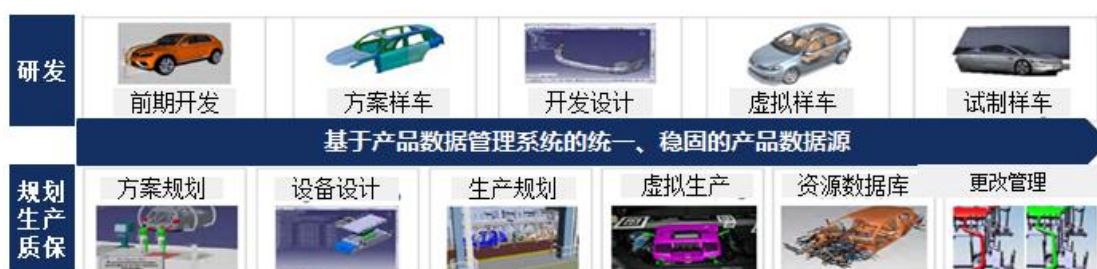 研发
前期开发
方案样车
开发设计
虚拟样车
试制样车
基于产品数据管理系统的统一、稳固的产品数据源
规划
生产
质保
方案规划
设备设计
生产规划
虚拟生产
资源数据库
更改管理